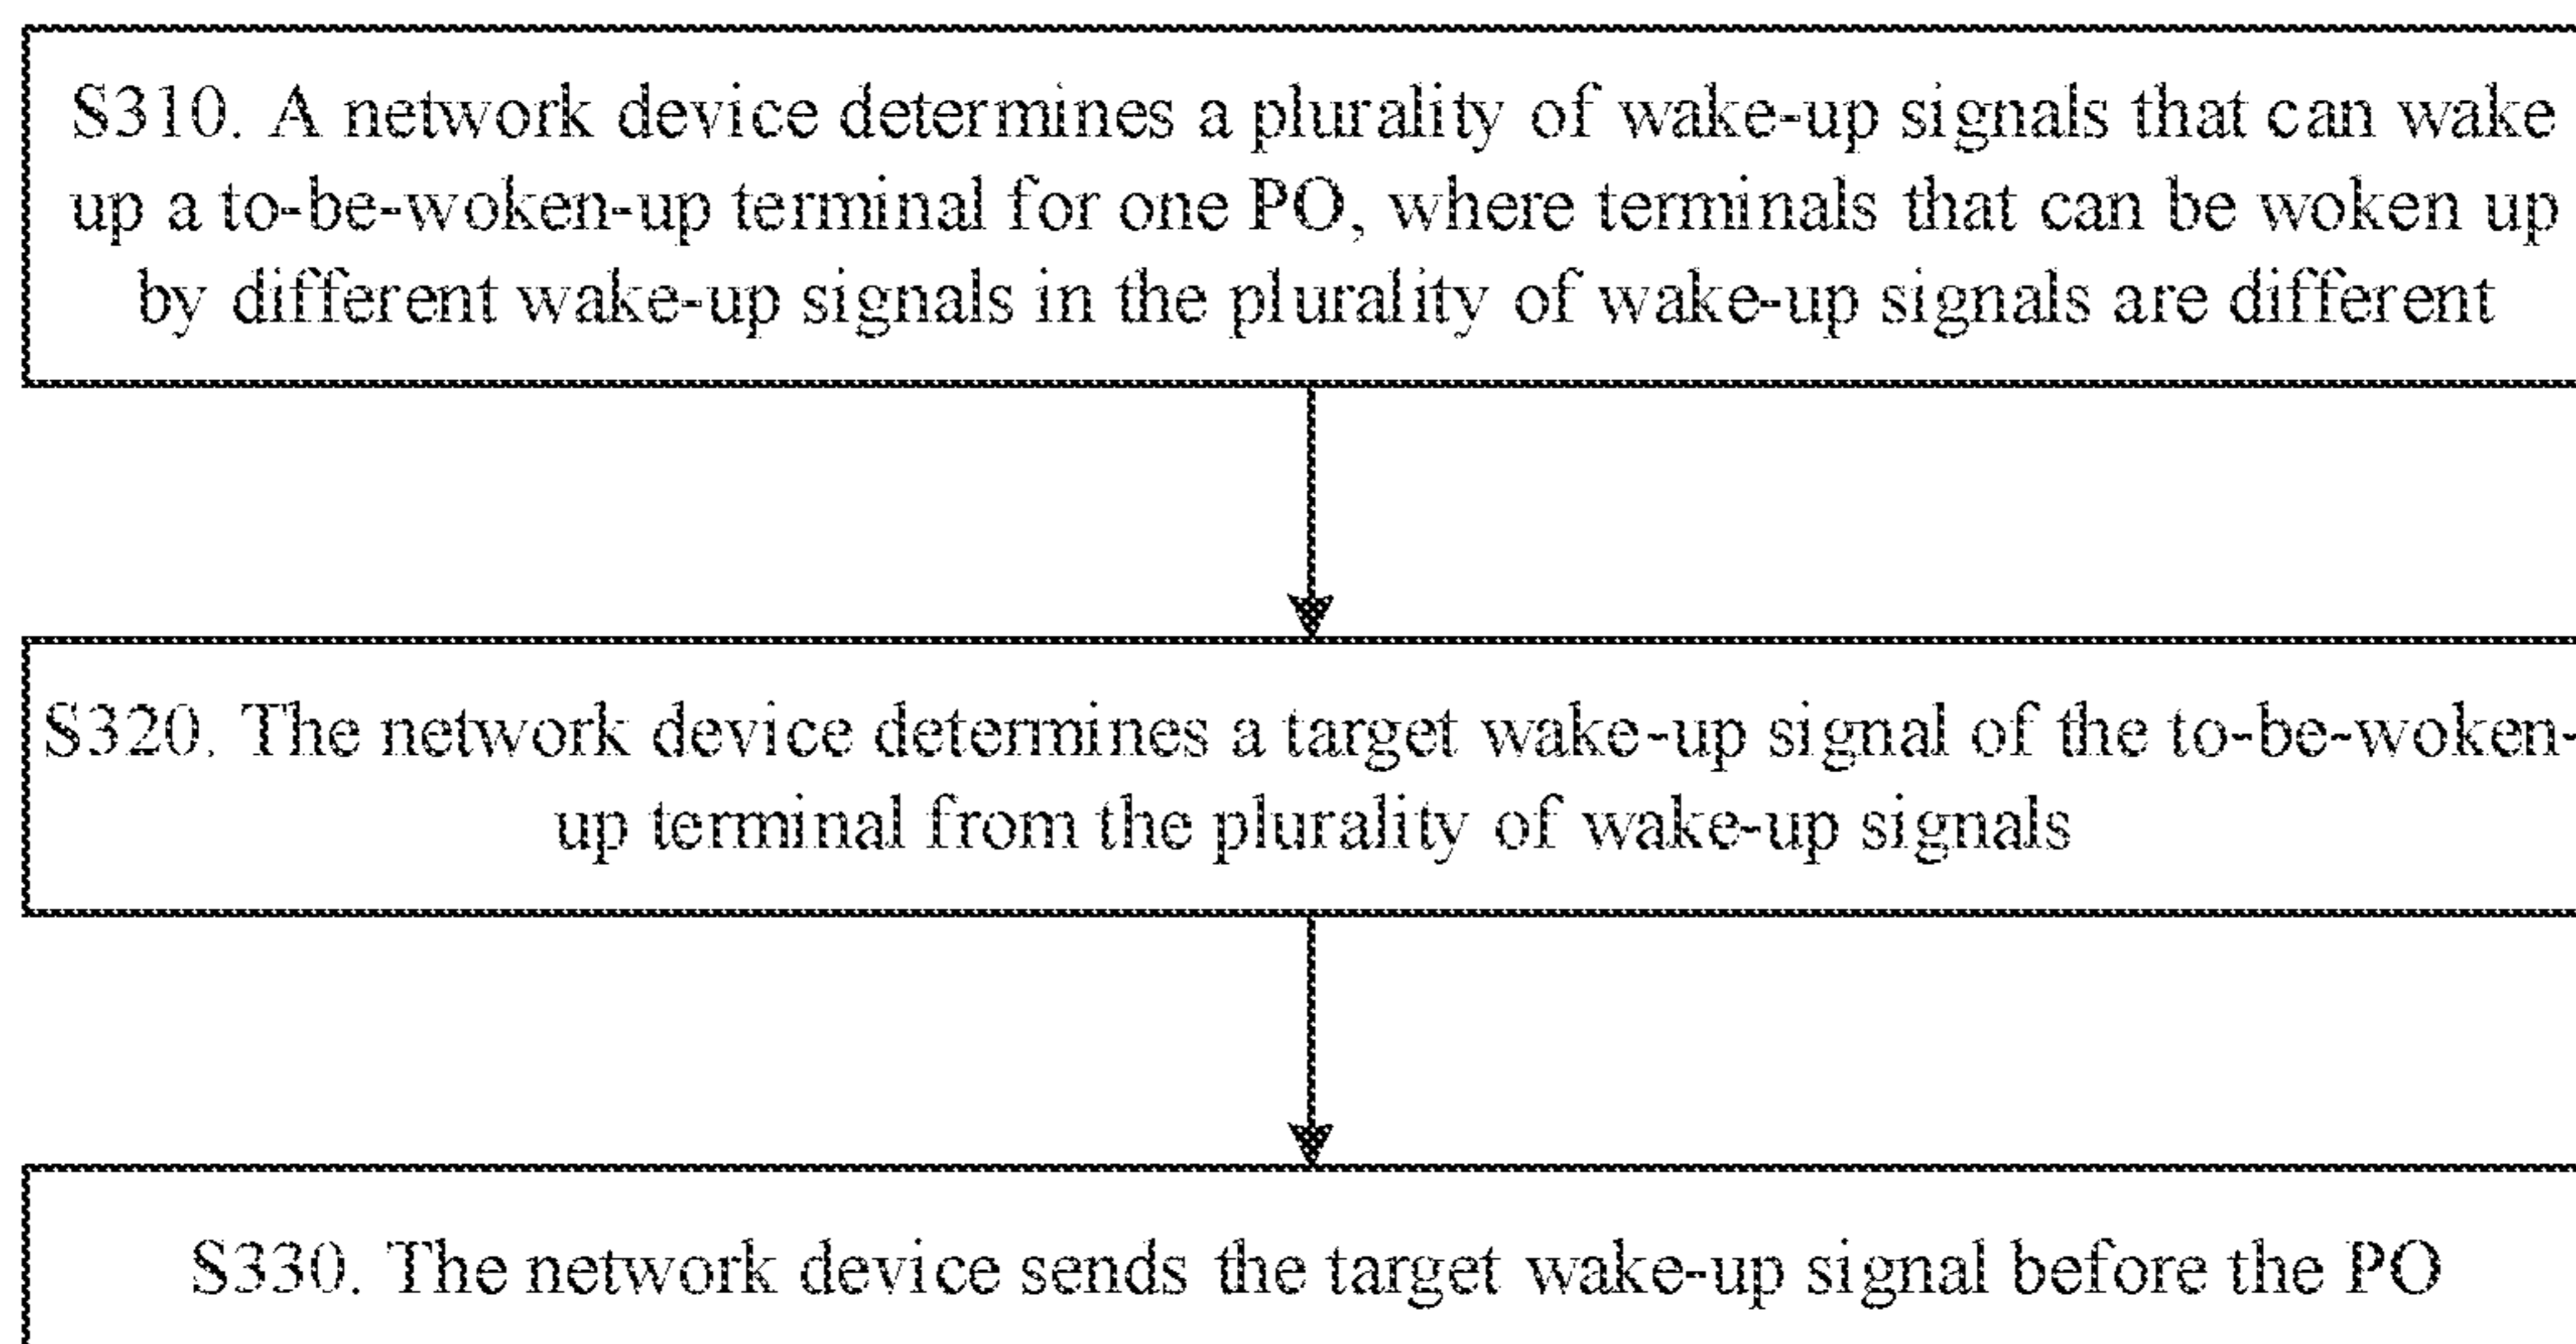 S310. A network device determines a plurality of wake-up signals that can wake
up a to-be-woken-up terminal for one PO, where terminals that can be woken up
by different wake-up signals in the plurality of wake-up signals are different
S320. The network device determines a target wake-up signal of the to-be-woken-
up terminal from the plurality of wake-up signals
S330. The network device sends the target wake-up signal before the PO